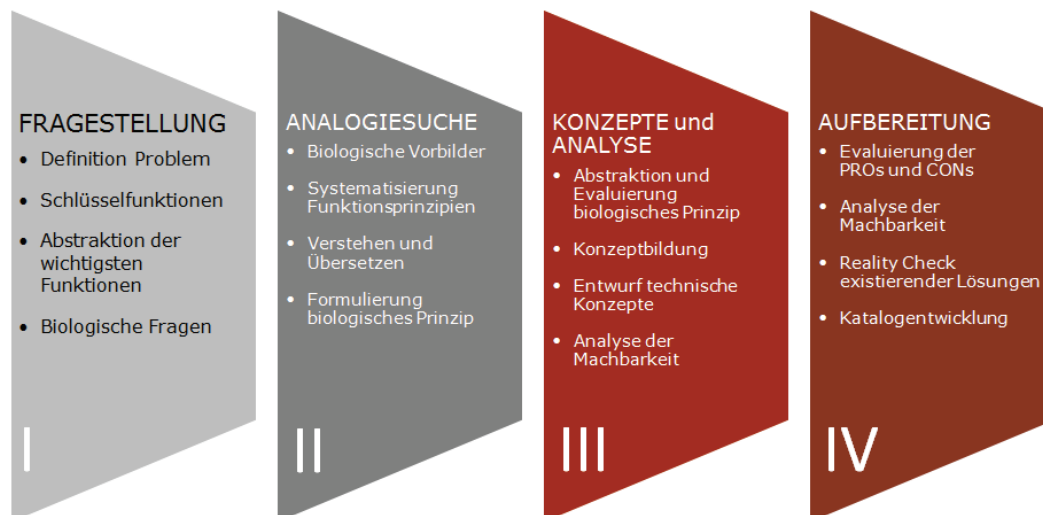 FRAGESTELLUNG
• Definition Problem
• Schlüsselfunktionen
• Abstraktion der
wichtigsten
Funktionen
• Biologische Fragen
I
ANALOGIESUCHE
• Biologische Vorbilder
• Systematisierung
Funktionsprinzipien
• Verstehen und
Übersetzen
• Formulierung
biologisches Prinzip
II
KONZEPTE und
ANALYSE
• Abstraktion und
Evaluierung
biologisches Prinzip
• Konzeptbildung
• Entwurf technische
Konzepte
• Analyse der
Machbarkeit
III
AUFBEREITUNG
• Evaluierung der
PROs und CONs
• Analyse der
Machbarkeit
• Reality Check
existierender Lösungen
• Katalogentwicklung
IV